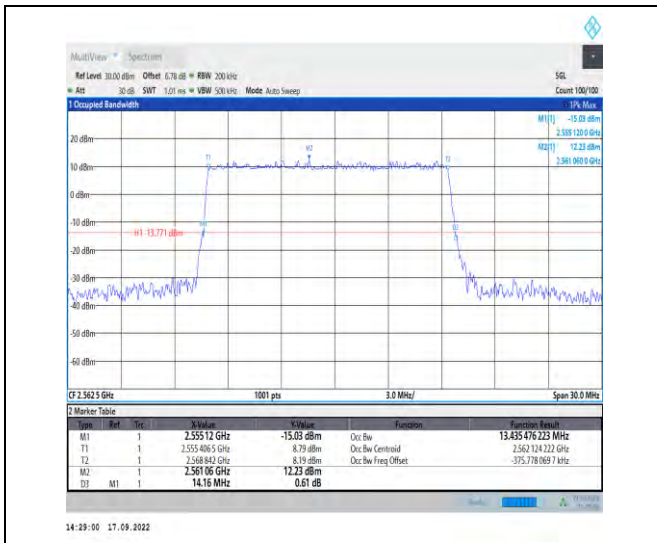 MultiView Spectrum
Ref Level 30.00 dBm Offset 6.78 dB RBW 200 kHz SGL
Att 30 dB SWT 1.01 ms VBW 500 kHz Mode Auto Sweep Count 100/100
1 Occupied Bandwidth 1Pk Max
M1[1] -15.03 dBm
2.555 120 0 GHz
M2[1] 12.23 dBm
2.561 060 0 GHz
20 dBm
T1 M2 T2
10 dBm
0 dBm
-10 dBm
M1 D3
H1 -13.771 dBm
-20 dBm
-30 dBm
-40 dBm
-50 dBm
-60 dBm
CF 2.562 5 GHz 1001 pts 3.0 MHz/ Span 30.0 MHz
2 Marker Table
Type Ref Trc X-Value Y-Value Function Function Result
M1 1 2.555 12 GHz -15.03 dBm Occ Bw 13.435 476 223 MHz
T1 1 2.555 406 5 GHz 8.79 dBm Occ Bw Centroid 2.562 124 222 GHz
T2 1 2.568 842 GHz 8.19 dBm Occ Bw Freq Offset -375.778 069 7 kHz
M2 1 2.561 06 GHz 12.23 dBm
D3 M1 1 14.16 MHz 0.61 dB
14:29:00 17.09.2022